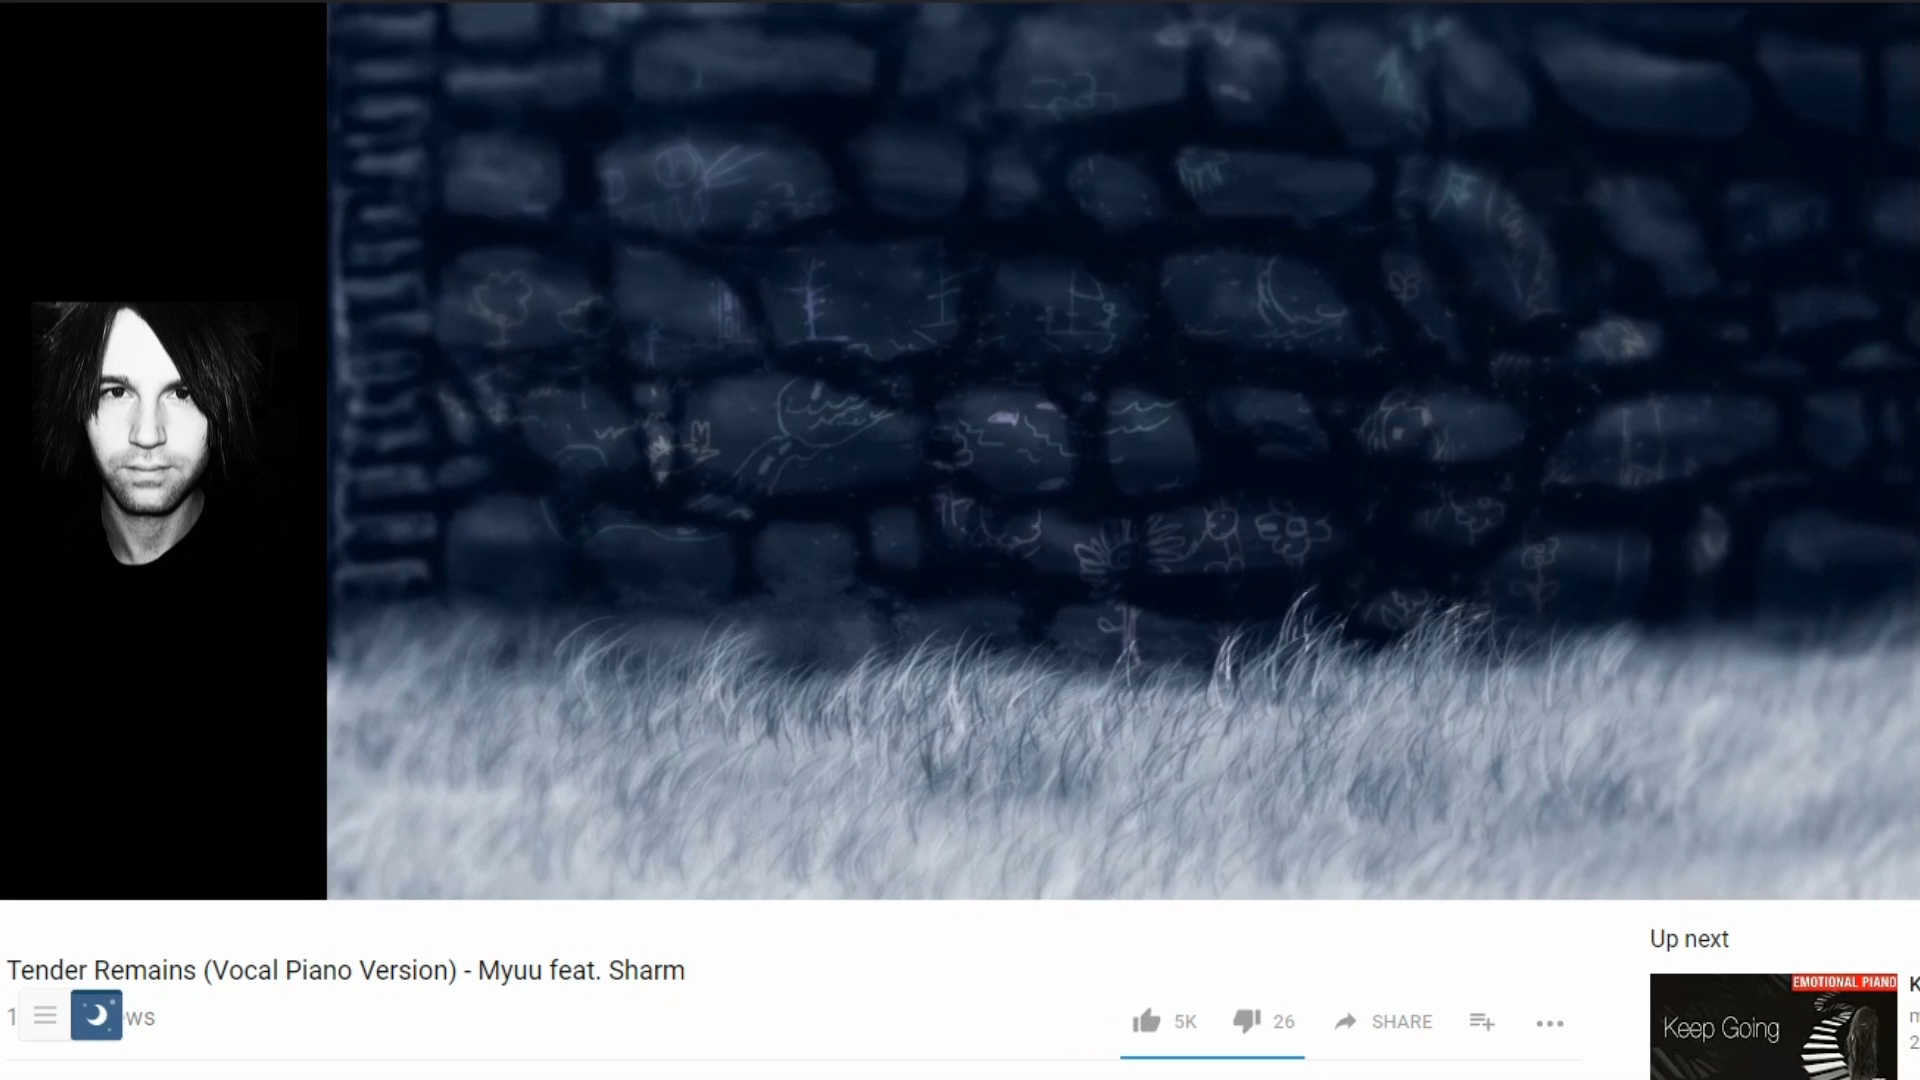 Tender Remains (Vocal Piano Version) - Myuu feat. Sharm
1 ws
5K 26 SHARE
Up next
EMOTIONAL PIANO
Keep Going
K
m
2